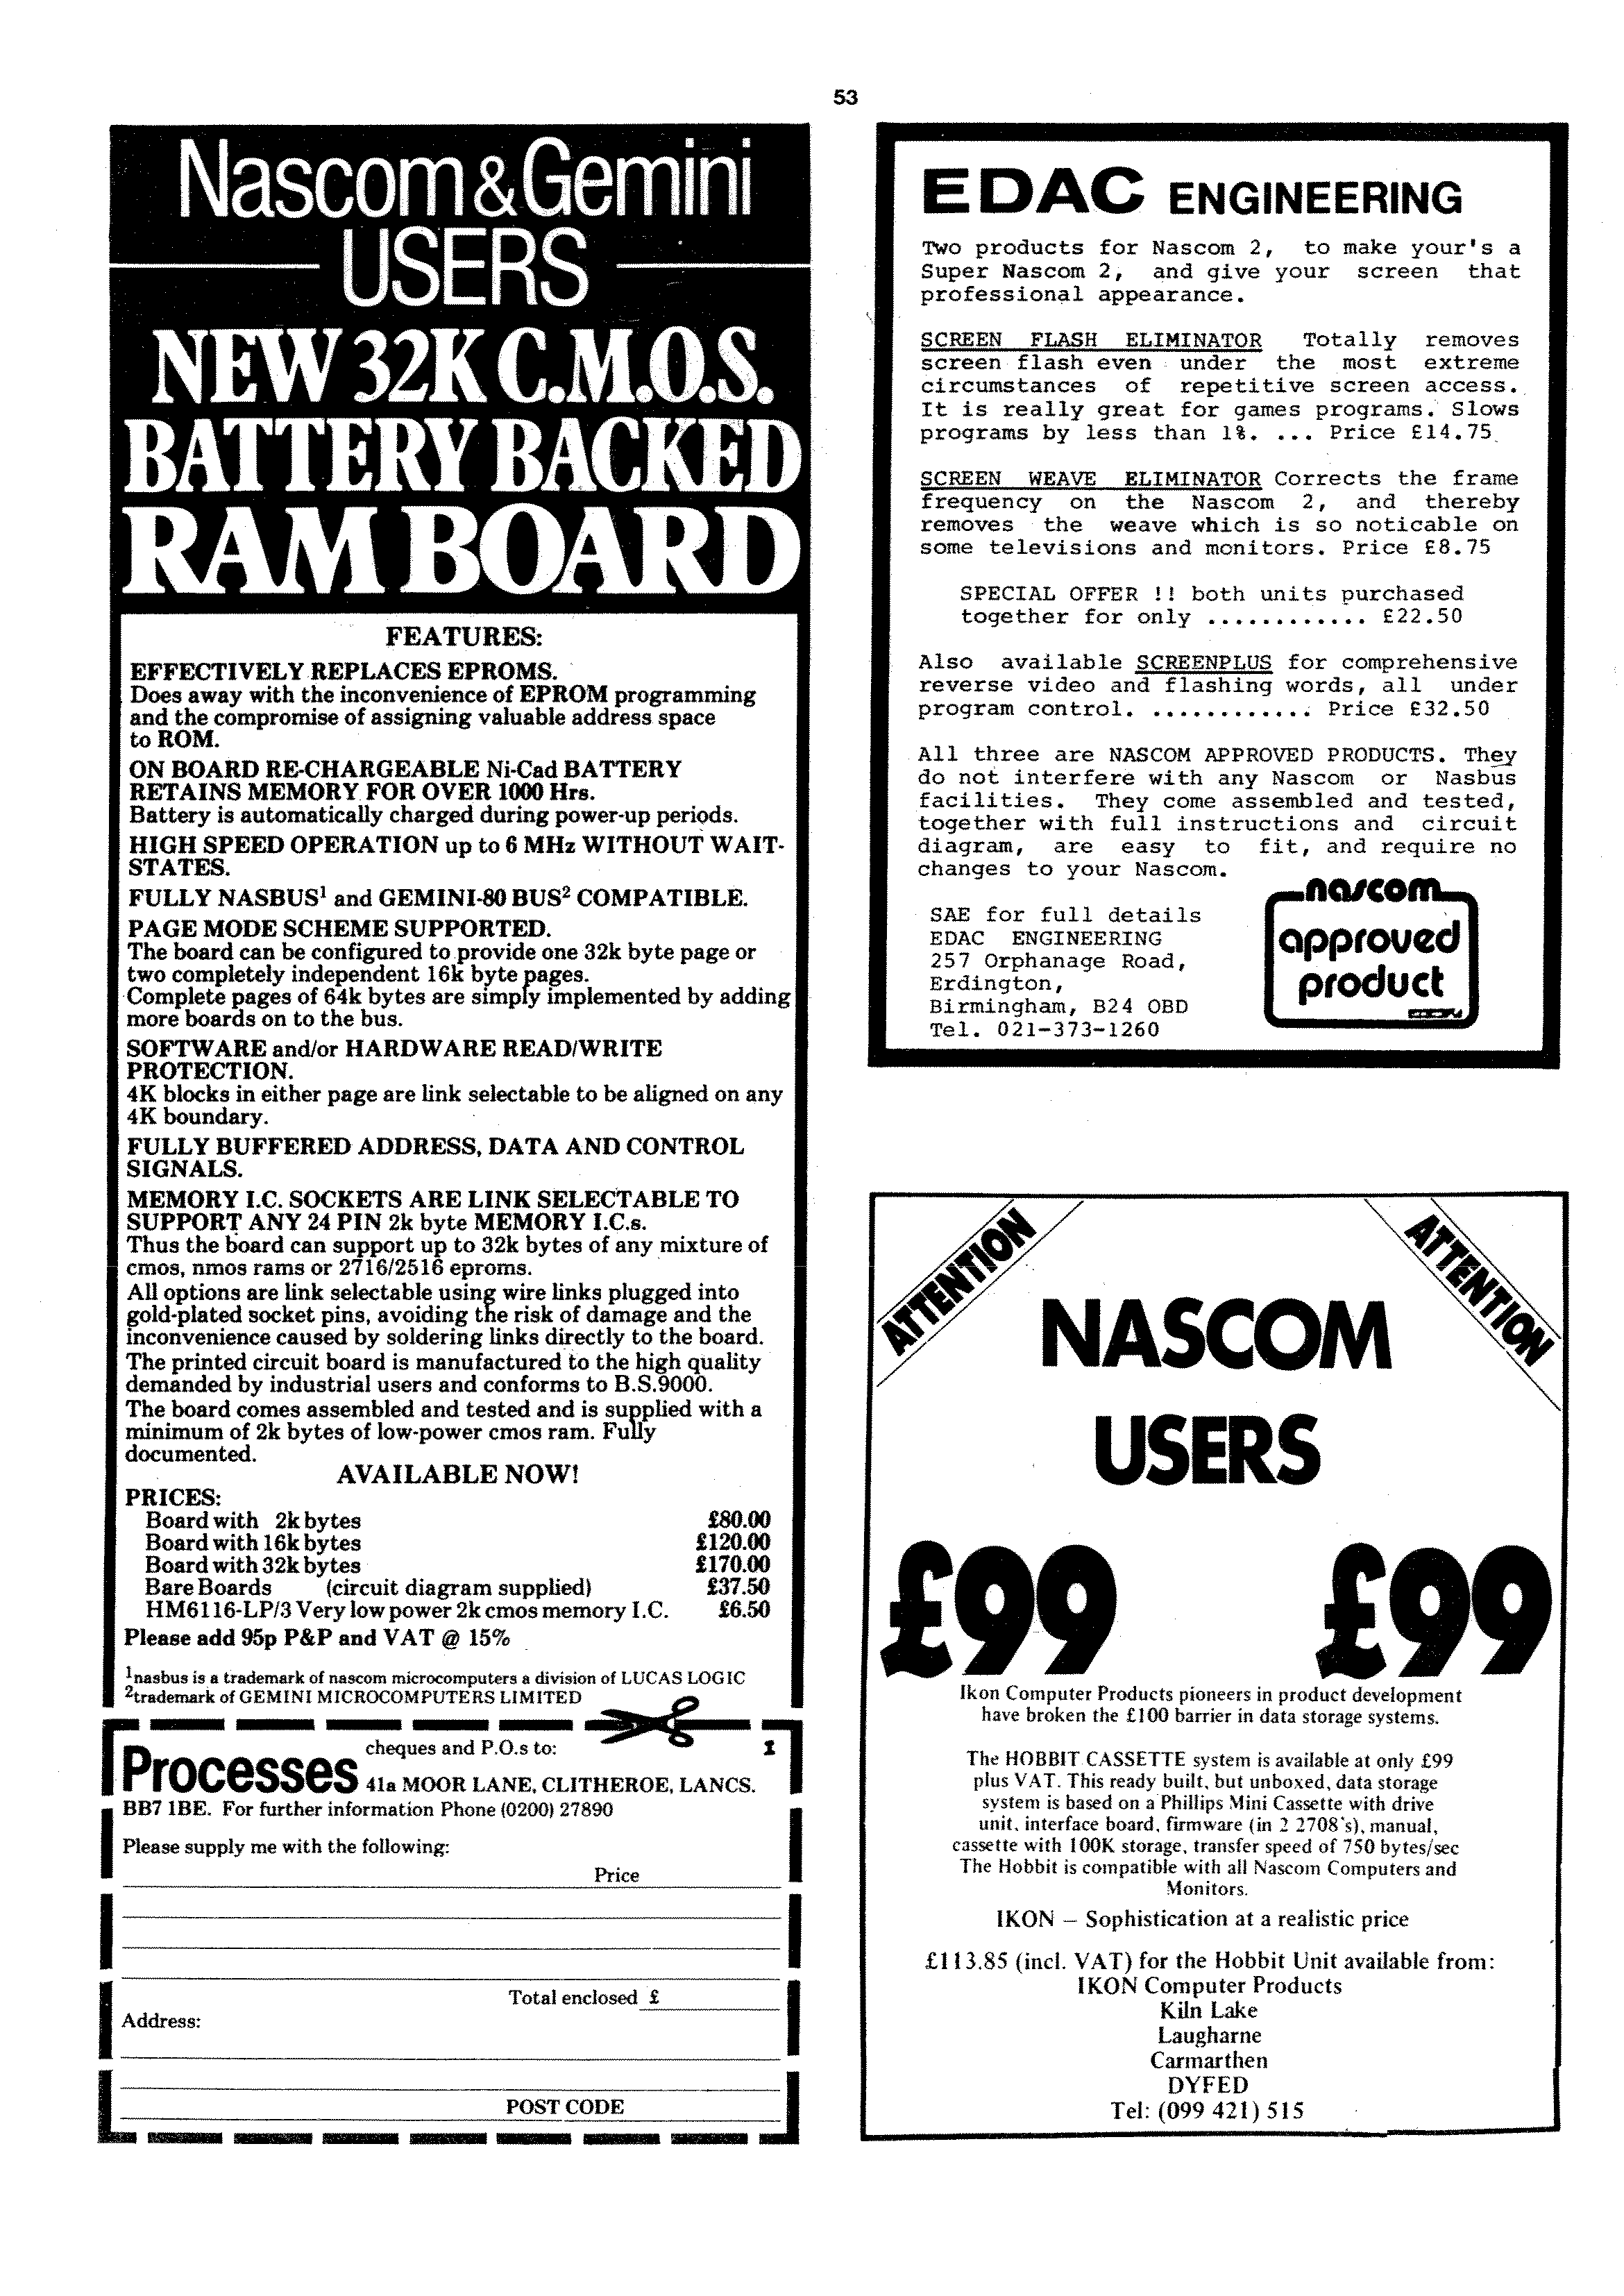 53
Nascom & Gemini
USERS
NEW 32K C.M.O.S.
BATTERY BACKED
RAM BOARD
FEATURES:
EFFECTIVELY REPLACES EPROMS.
Does away with the inconvenience of EPROM programming
and the compromise of assigning valuable address space
to ROM.
ON BOARD RE-CHARGEABLE Ni-Cad BATTERY
RETAINS MEMORY FOR OVER 1000 Hrs.
Battery is automatically charged during power-up periods.
HIGH SPEED OPERATION up to 6 MHz WITHOUT WAIT-
STATES.
FULLY NASBUS¹ and GEMINI-80 BUS² COMPATIBLE.
PAGE MODE SCHEME SUPPORTED.
The board can be configured to provide one 32k byte page or
two completely independent 16k byte pages.
Complete pages of 64k bytes are simply implemented by adding
more boards on to the bus.
SOFTWARE and/or HARDWARE READ/WRITE
PROTECTION.
4K blocks in either page are link selectable to be aligned on any
4K boundary.
FULLY BUFFERED ADDRESS, DATA AND CONTROL
SIGNALS.
MEMORY I.C. SOCKETS ARE LINK SELECTABLE TO
SUPPORT ANY 24 PIN 2k byte MEMORY I.C.s.
Thus the board can support up to 32k bytes of any mixture of
cmos, nmos rams or 2716/2516 eproms.
All options are link selectable using wire links plugged into
gold-plated socket pins, avoiding the risk of damage and the
inconvenience caused by soldering links directly to the board.
The printed circuit board is manufactured to the high quality
demanded by industrial users and conforms to B.S.9000.
The board comes assembled and tested and is supplied with a
minimum of 2k bytes of low-power cmos ram. Fully
documented.
AVAILABLE NOW!
PRICES:
Board with 2k bytes £80.00
Board with 16k bytes £120.00
Board with 32k bytes £170.00
Bare Boards (circuit diagram supplied) £37.50
HM6116-LP/3 Very low power 2k cmos memory I.C. £6.50
Please add 95p P&P and VAT @ 15%
¹nasbus is a trademark of nascom microcomputers a division of LUCAS LOGIC
²trademark of GEMINI MICROCOMPUTERS LIMITED
cheques and P.O.s to: 1
Processes 41a MOOR LANE, CLITHEROE, LANCS.
BB7 1BE. For further information Phone (0200) 27890
Please supply me with the following:
Price
Total enclosed £
Address:
POST CODE
EDAC ENGINEERING
Two products for Nascom 2, to make your's a
Super Nascom 2, and give your screen that
professional appearance.
SCREEN FLASH ELIMINATOR Totally removes
screen flash even under the most extreme
circumstances of repetitive screen access.
It is really great for games programs. Slows
programs by less than 1%. ... Price £14.75
SCREEN WEAVE ELIMINATOR Corrects the frame
frequency on the Nascom 2, and thereby
removes the weave which is so noticable on
some televisions and monitors. Price £8.75
SPECIAL OFFER !! both units purchased
together for only ............ £22.50
Also available SCREENPLUS for comprehensive
reverse video and flashing words, all under
program control. ............ Price £32.50
All three are NASCOM APPROVED PRODUCTS. They
do not interfere with any Nascom or Nasbus
facilities. They come assembled and tested,
together with full instructions and circuit
diagram, are easy to fit, and require no
changes to your Nascom.
SAE for full details
EDAC ENGINEERING
257 Orphanage Road,
Erdington,
Birmingham, B24 OBD
Tel. 021-373-1260
nascom
approved
product
ATTENTION
ATTENTION
NASCOM
USERS
£99 £99
Ikon Computer Products pioneers in product development
have broken the £100 barrier in data storage systems.
The HOBBIT CASSETTE system is available at only £99
plus VAT. This ready built, but unboxed, data storage
system is based on a Phillips Mini Cassette with drive
unit, interface board, firmware (in 2 2708's), manual,
cassette with 100K storage, transfer speed of 750 bytes/sec
The Hobbit is compatible with all Nascom Computers and
Monitors.
IKON – Sophistication at a realistic price
£113.85 (incl. VAT) for the Hobbit Unit available from:
IKON Computer Products
Kiln Lake
Laugharne
Carmarthen
DYFED
Tel: (099 421) 515